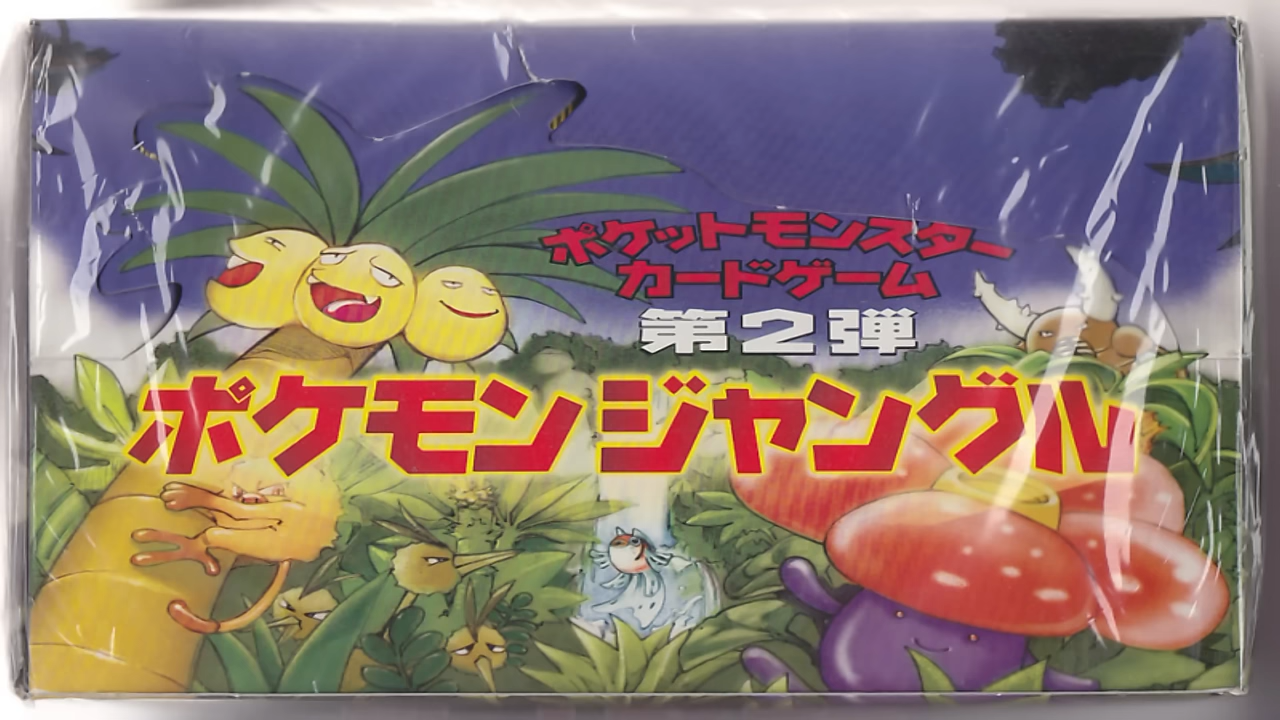 ポケットモンスター
カードゲーム
第2弾
ポケモンジャングル